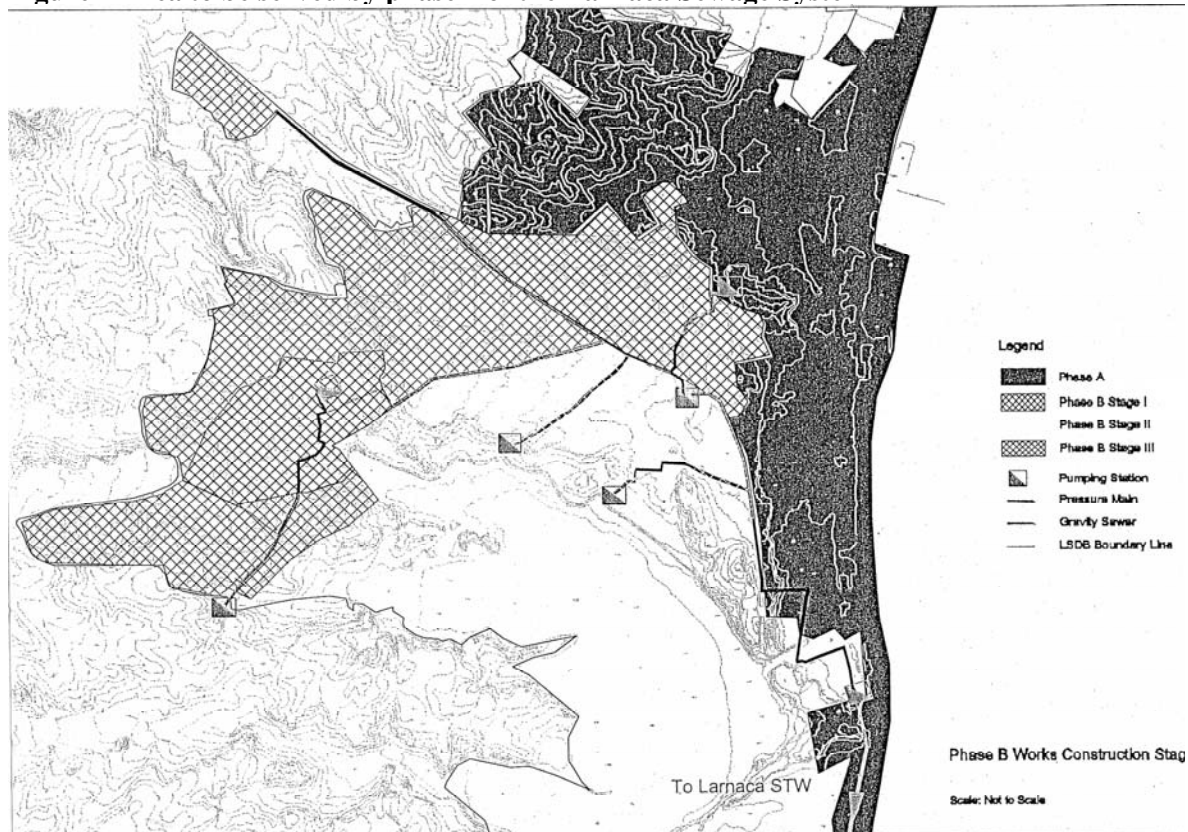 Legend
Phase A
Phase B Stage I
Phase B Stage II
Phase B Stage III
Pumping Station
Pressure Main
Gravity Sewer
LSDB Boundary Line
To Larnaca STW
Phase B Works Construction Stag
Scale: Not to Scale